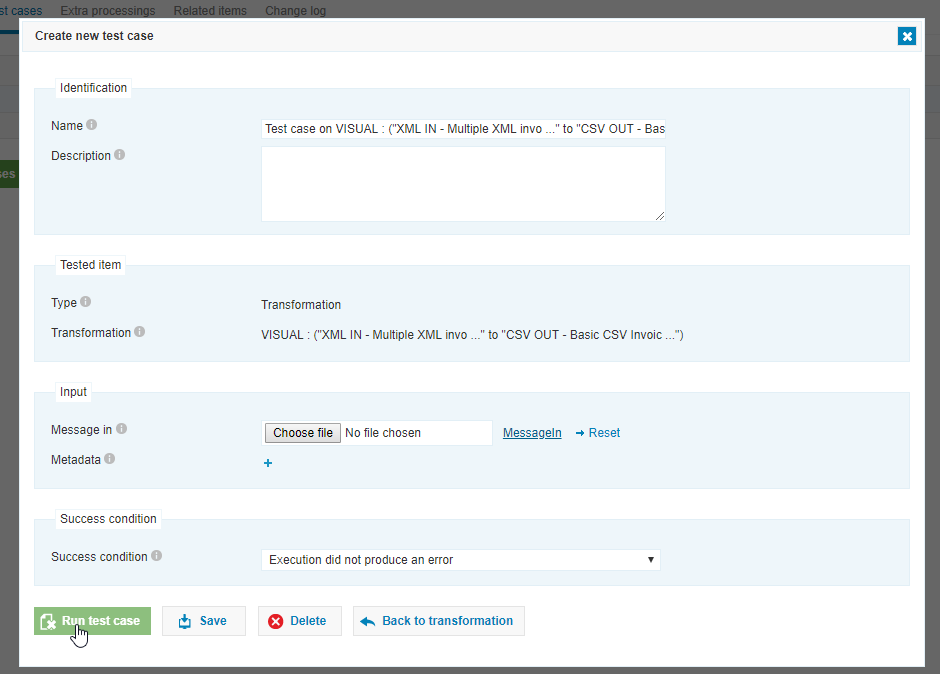 st cases Extra processings Related items Change log
Create new test case
Identification
Name
Test case on VISUAL : ("XML IN - Multiple XML invo ..." to "CSV OUT - Bas
Description
Tested item
Type
Transformation
Transformation
VISUAL : ("XML IN - Multiple XML invo ..." to "CSV OUT - Basic CSV Invoic ...")
Input
Message in
Choose file No file chosen MessageIn Reset
Metadata
+
Success condition
Success condition
Execution did not produce an error
ses
Run test case Save Delete Back to transformation